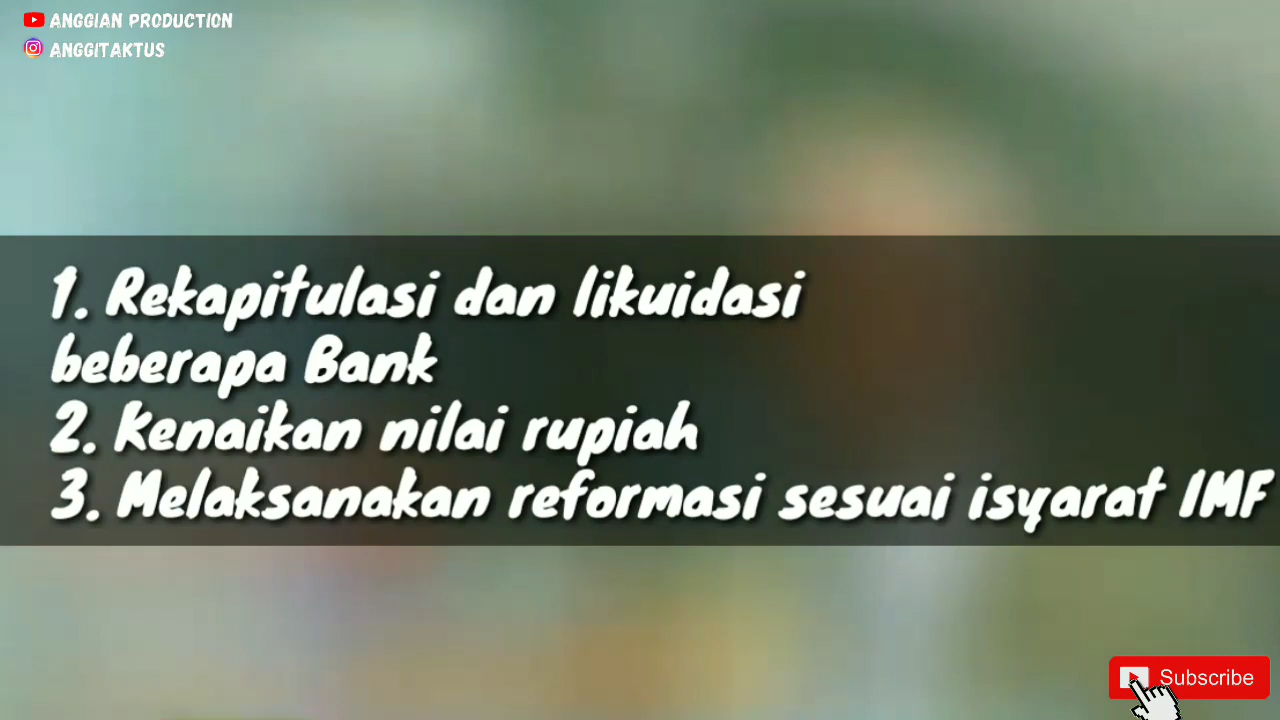 ANGGIAN PRODUCTION
ANGGITAKTUS
1. Rekapitulasi dan likuidasi
beberapa Bank
2. Kenaikan nilai rupiah
3. Melaksanakan reformasi sesuai isyarat IMF
Subscribe